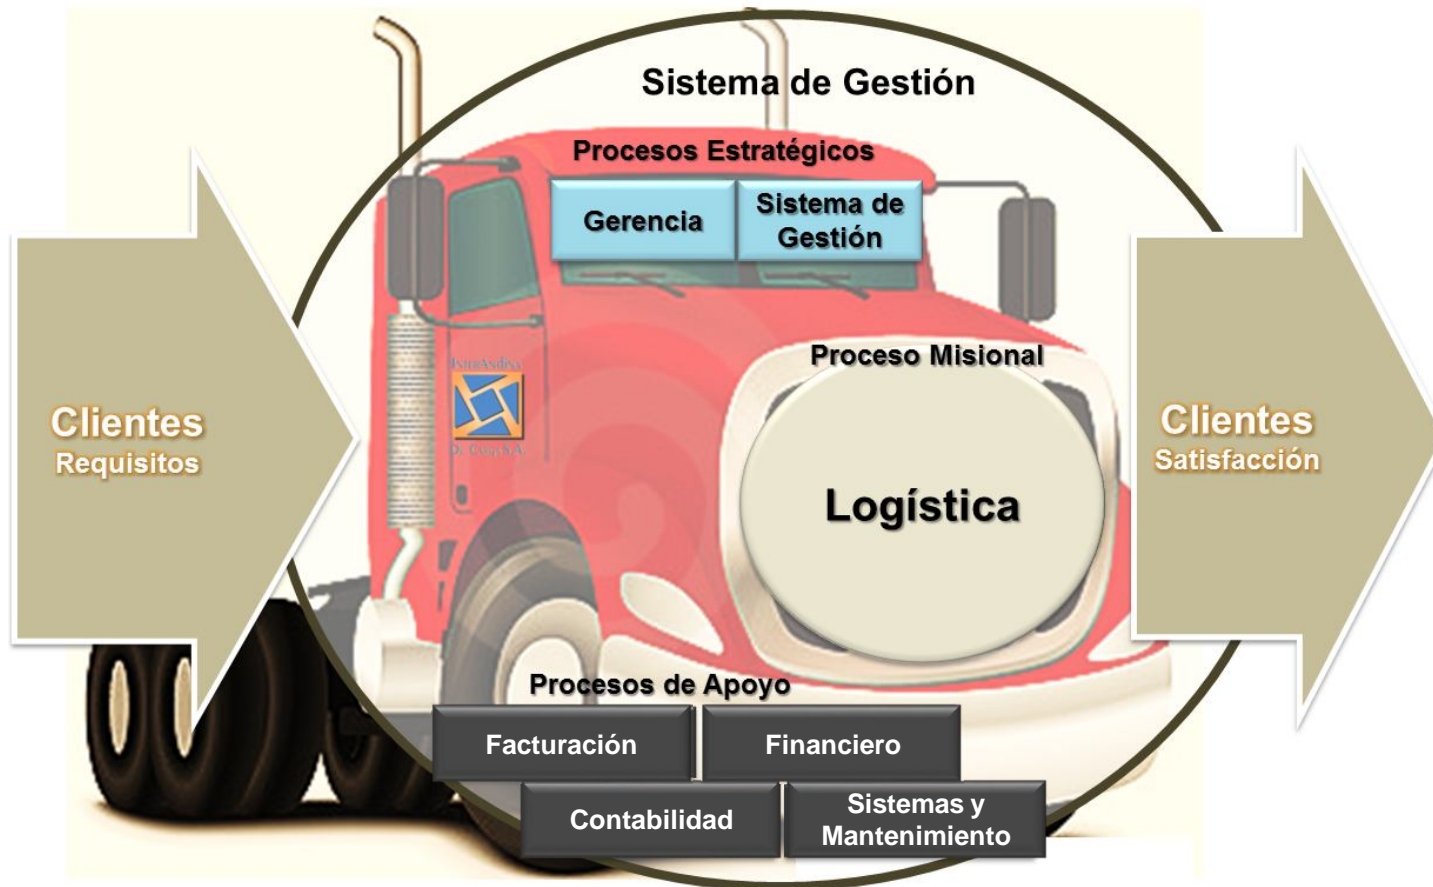 Sistema de Gestión
Procesos Estratégicos
Gerencia
Sistema de
Gestión
Clientes
Requisitos
Proceso Misional
Logística
Clientes
Satisfacción
Procesos de Apoyo
Facturación
Financiero
Contabilidad
Sistemas y
Mantenimiento